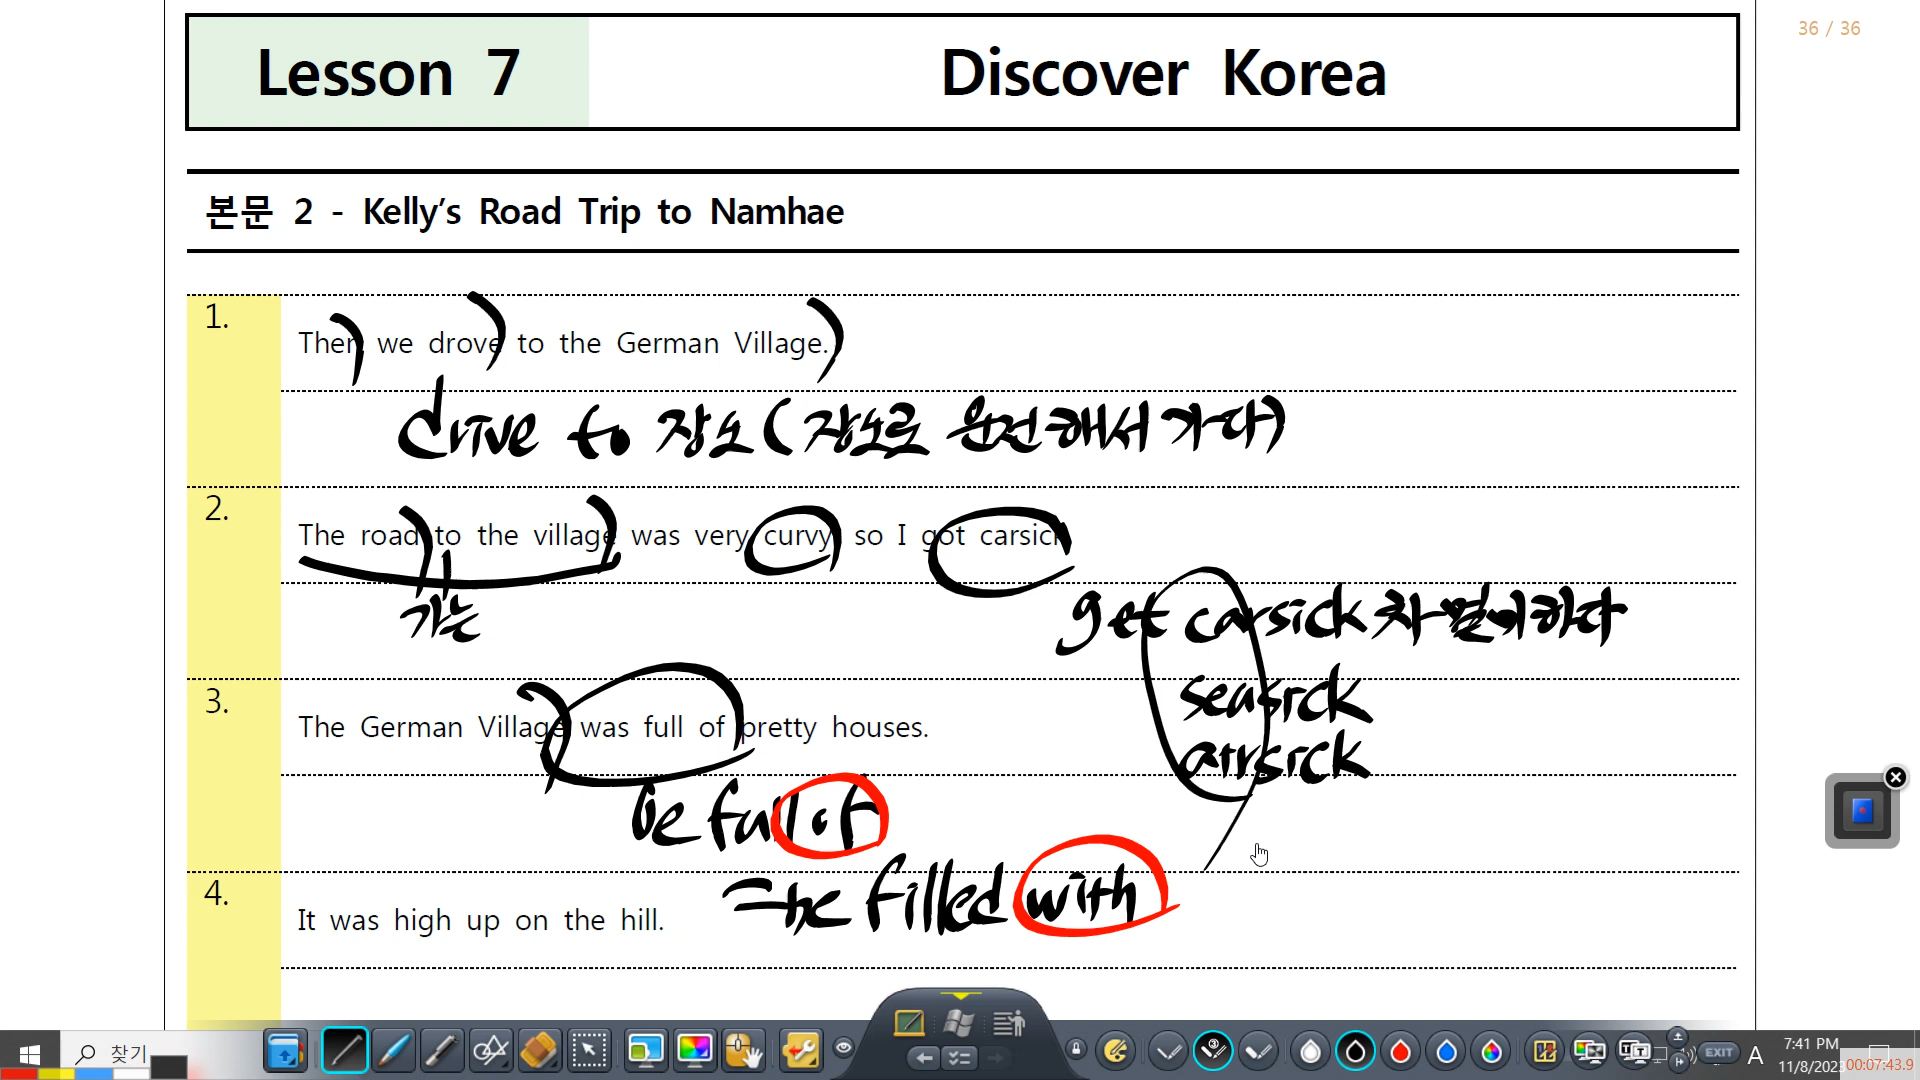 36 / 36
Lesson 7 Discover Korea
본문 2 - Kelly's Road Trip to Namhae
1. Then we drove to the German Village.
drive to 장소 (장소로 운전해서 가다)
2. The road to the village was very curvy, so I got carsick
가는
get carsick 차멀미하다
seasick
airsick
3. The German Village was full of pretty houses.
be full of
= be filled with
4. It was high up on the hill.
찾기
EXIT
A
7:41 PM
11/8/2023
00:07:43.9